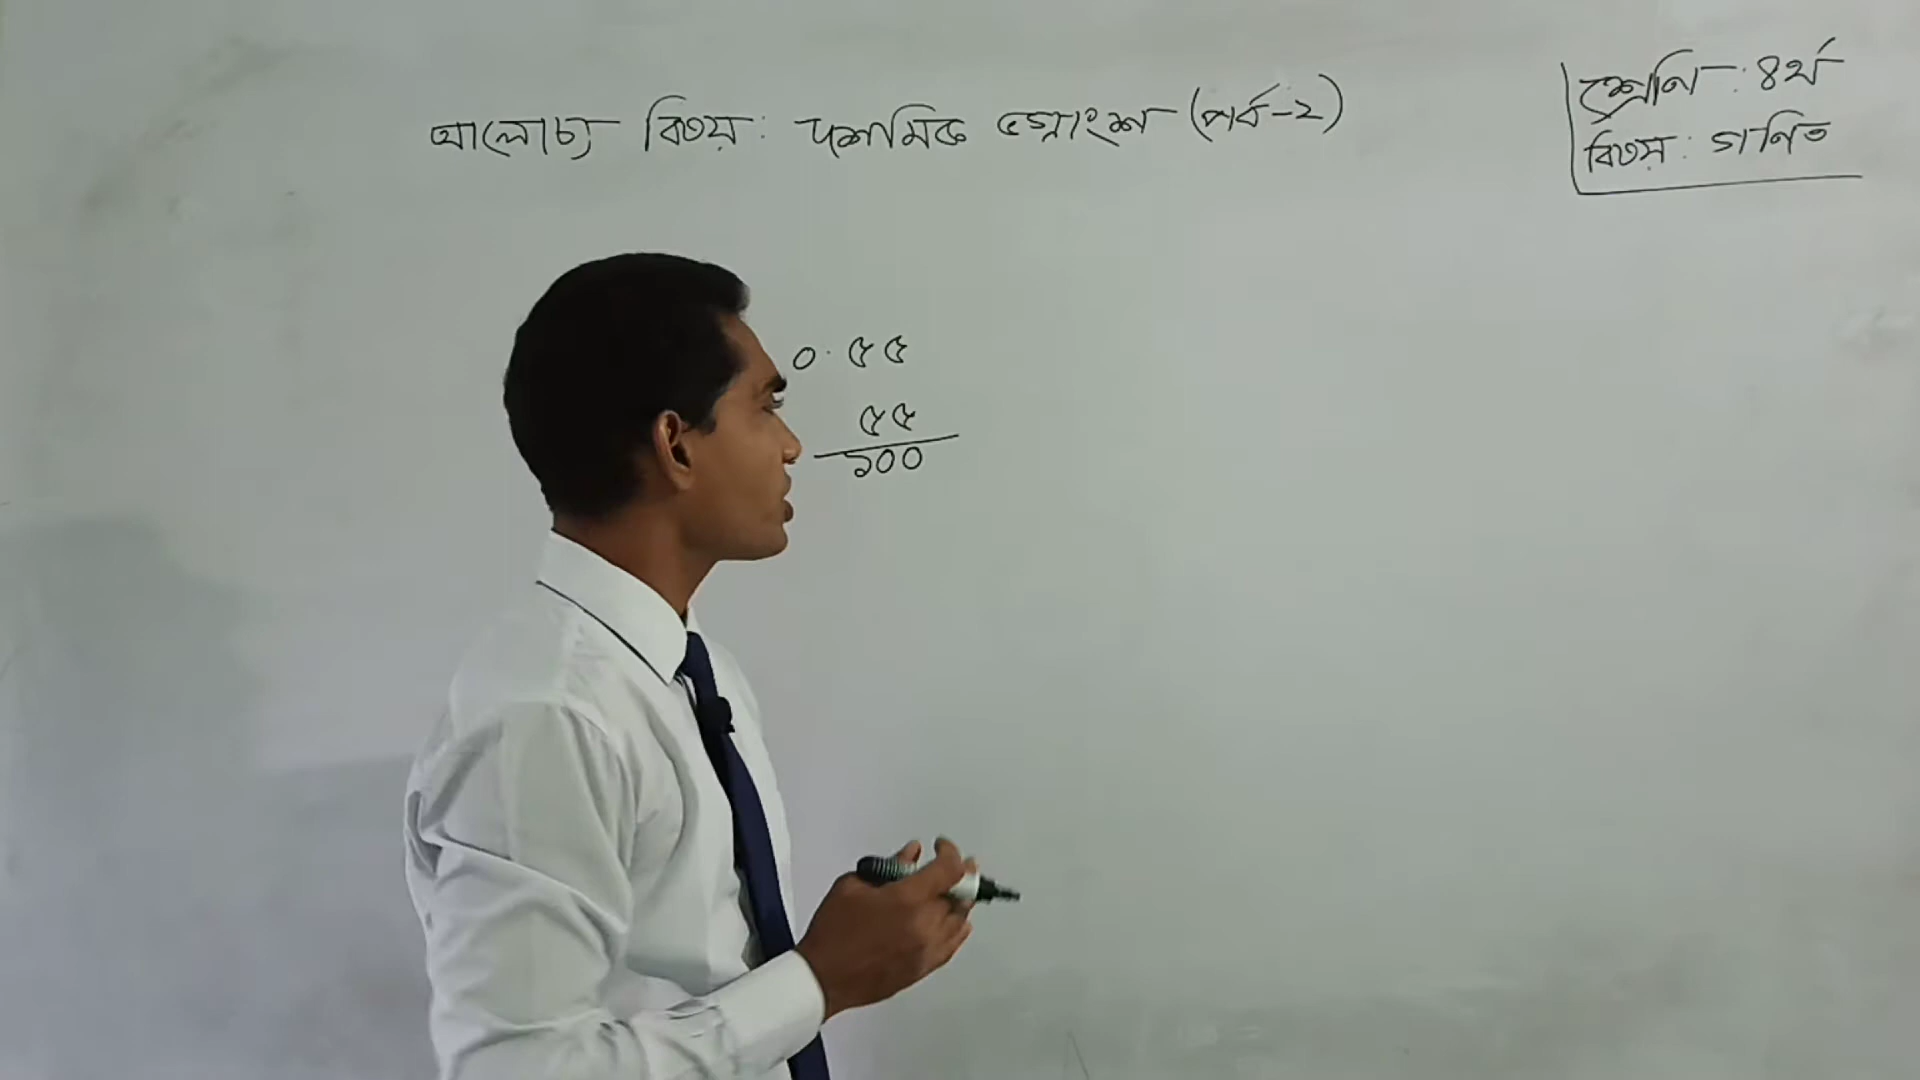 আলোচ্য বিষয়: দশমিক ভগ্নাংশ (পর্ব-২)
শ্রেণি: ৪র্থ
বিষয়: গণিত
০.৫৫
৫৫
১০০